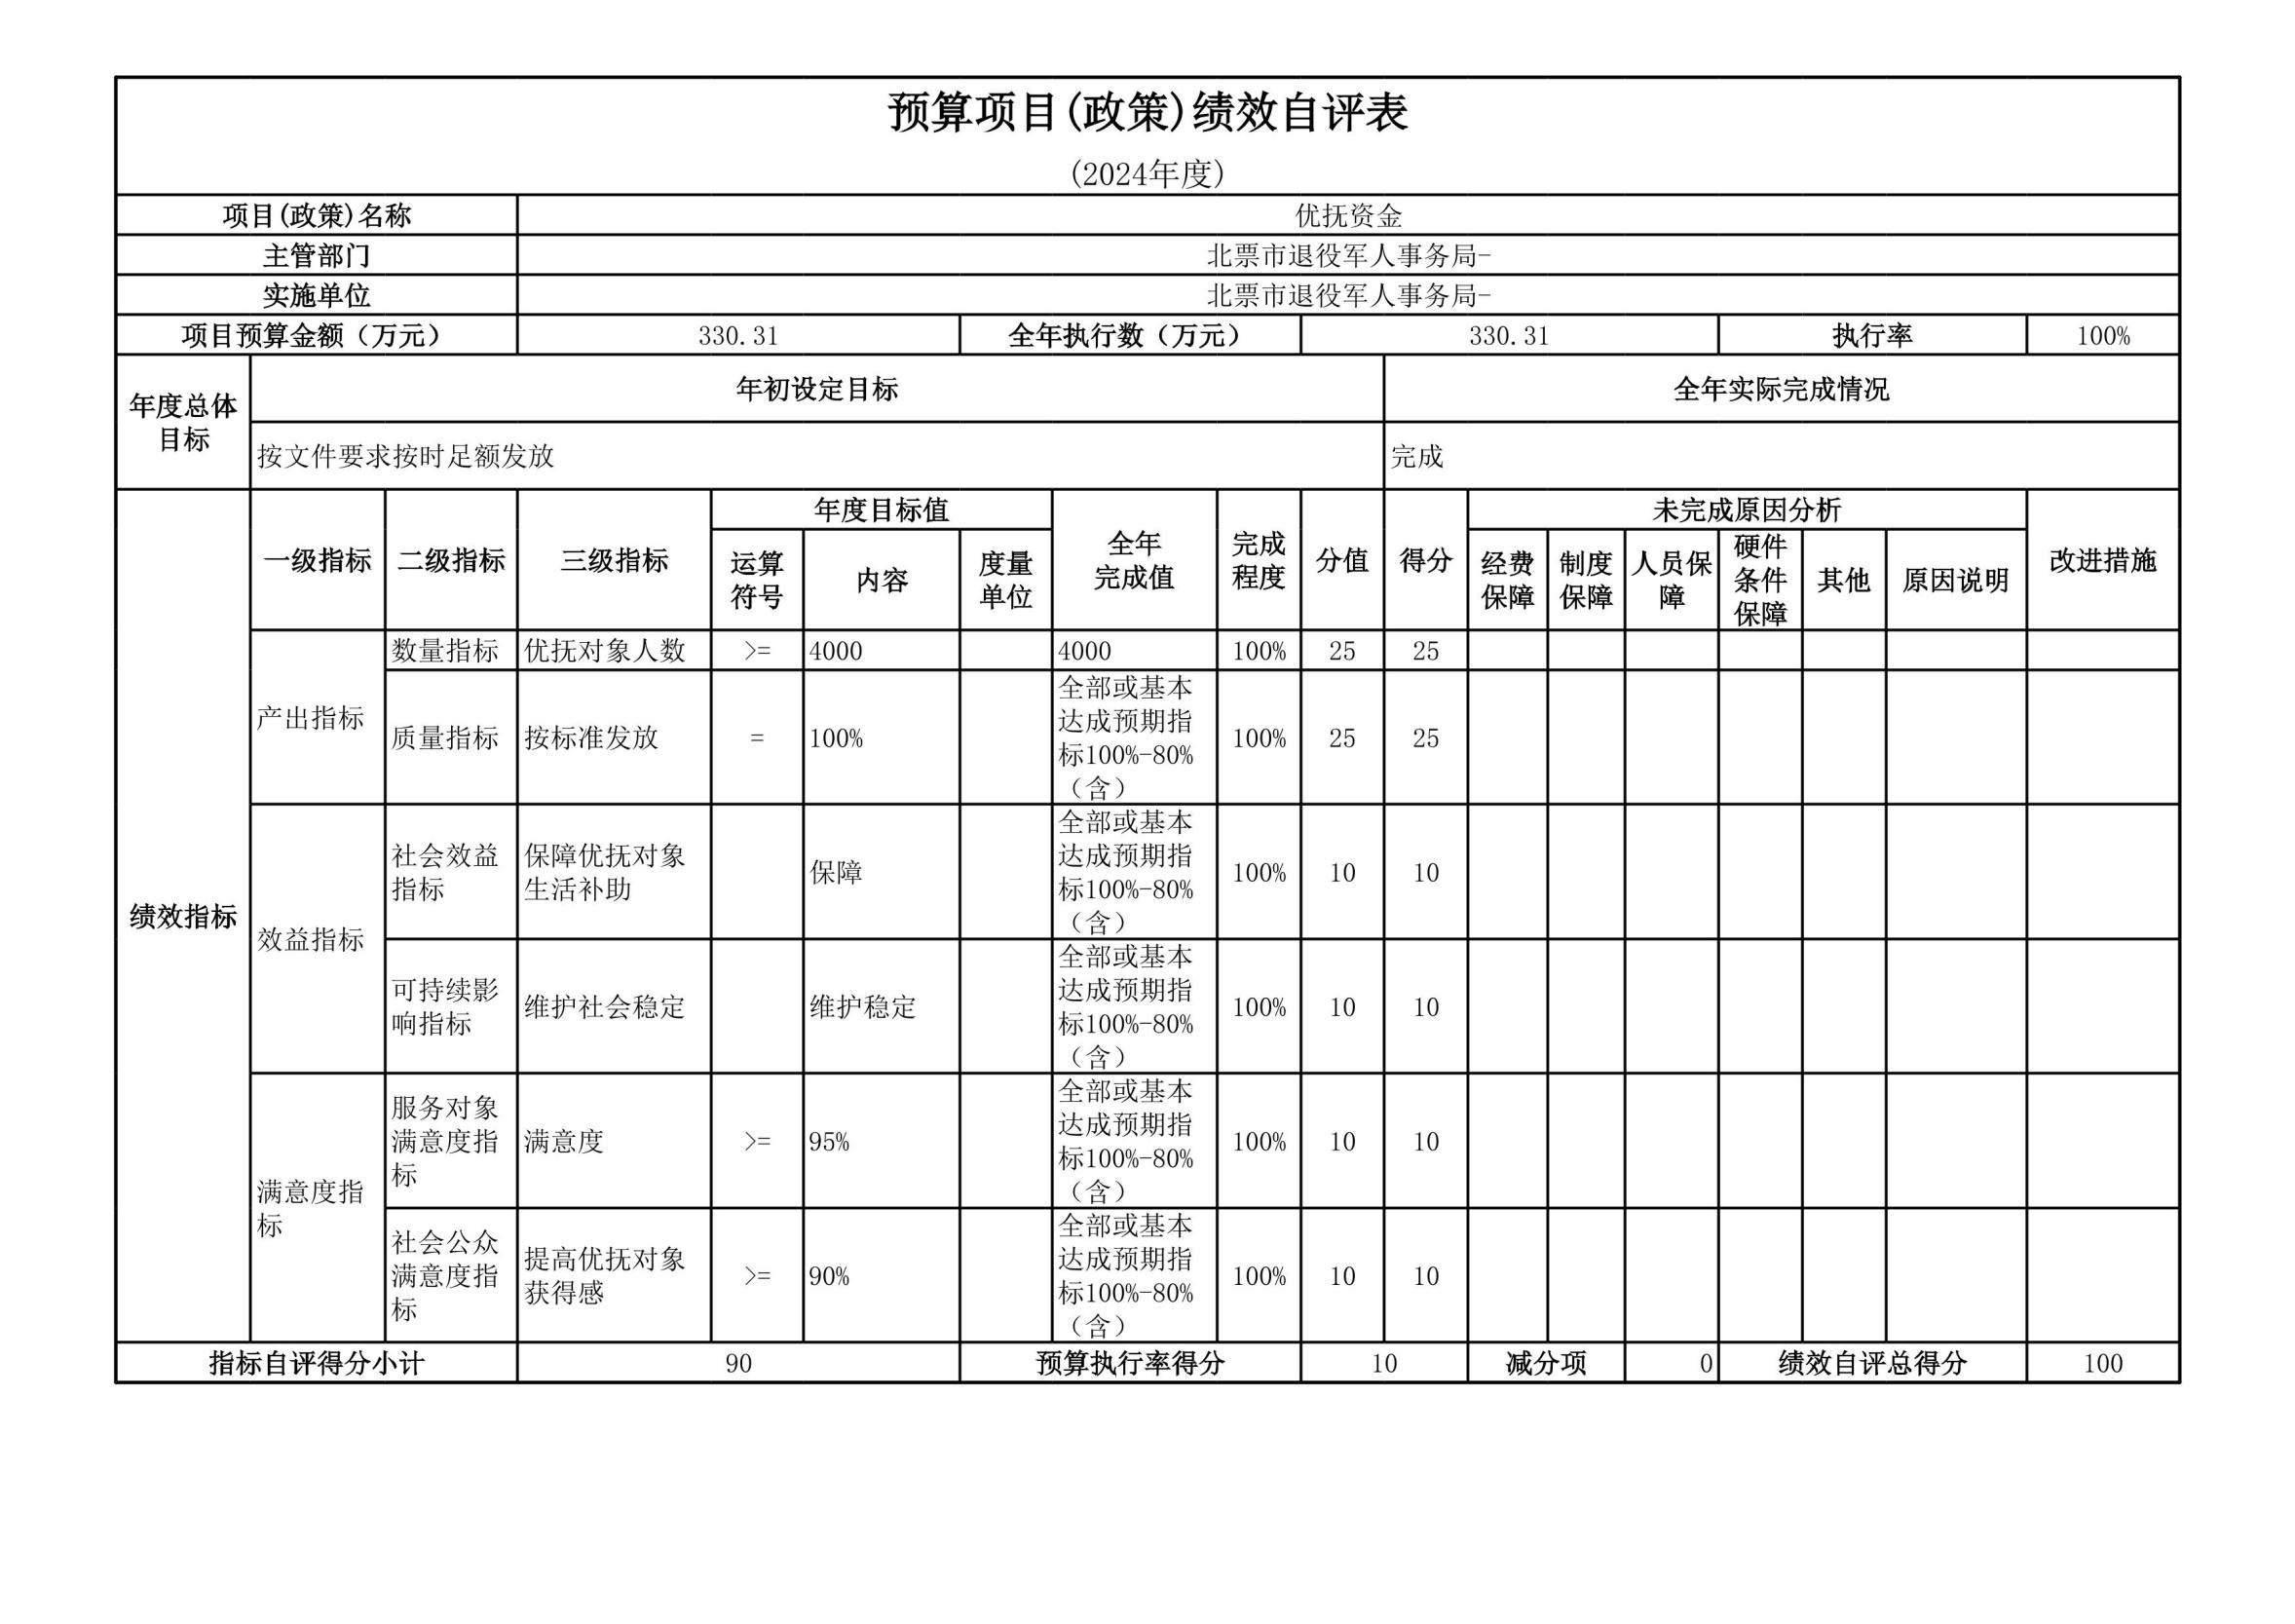 预算项目(政策)绩效自评表
(2024年度)
项目(政策)名称 优抚资金
主管部门 北票市退役军人事务局-
实施单位 北票市退役军人事务局-
项目预算金额（万元） 330.31 全年执行数（万元） 330.31 执行率 100%
年度总体
目标
年初设定目标 全年实际完成情况
按文件要求按时足额发放 完成
绩效指标
一级指标 二级指标 三级指标
年度目标值
运算
符号
内容
度量
单位
全年
完成值
完成
程度
分值 得分
未完成原因分析
经费
保障
制度
保障
人员保
障
硬件
条件
保障
其他 原因说明
改进措施
产出指标
数量指标 优抚对象人数 >= 4000 4000 100% 25 25
质量指标 按标准发放 = 100%
全部或基本
达成预期指
标100%-80%
（含）
100% 25 25
效益指标
社会效益
指标
保障优抚对象
生活补助
保障
全部或基本
达成预期指
标100%-80%
（含）
100% 10 10
可持续影
响指标
维护社会稳定 维护稳定
全部或基本
达成预期指
标100%-80%
（含）
100% 10 10
满意度指
标
服务对象
满意度指
标
满意度 >= 95%
全部或基本
达成预期指
标100%-80%
（含）
100% 10 10
社会公众
满意度指
标
提高优抚对象
获得感
>= 90%
全部或基本
达成预期指
标100%-80%
（含）
100% 10 10
指标自评得分小计 90 预算执行率得分 10 减分项 0 绩效自评总得分 100